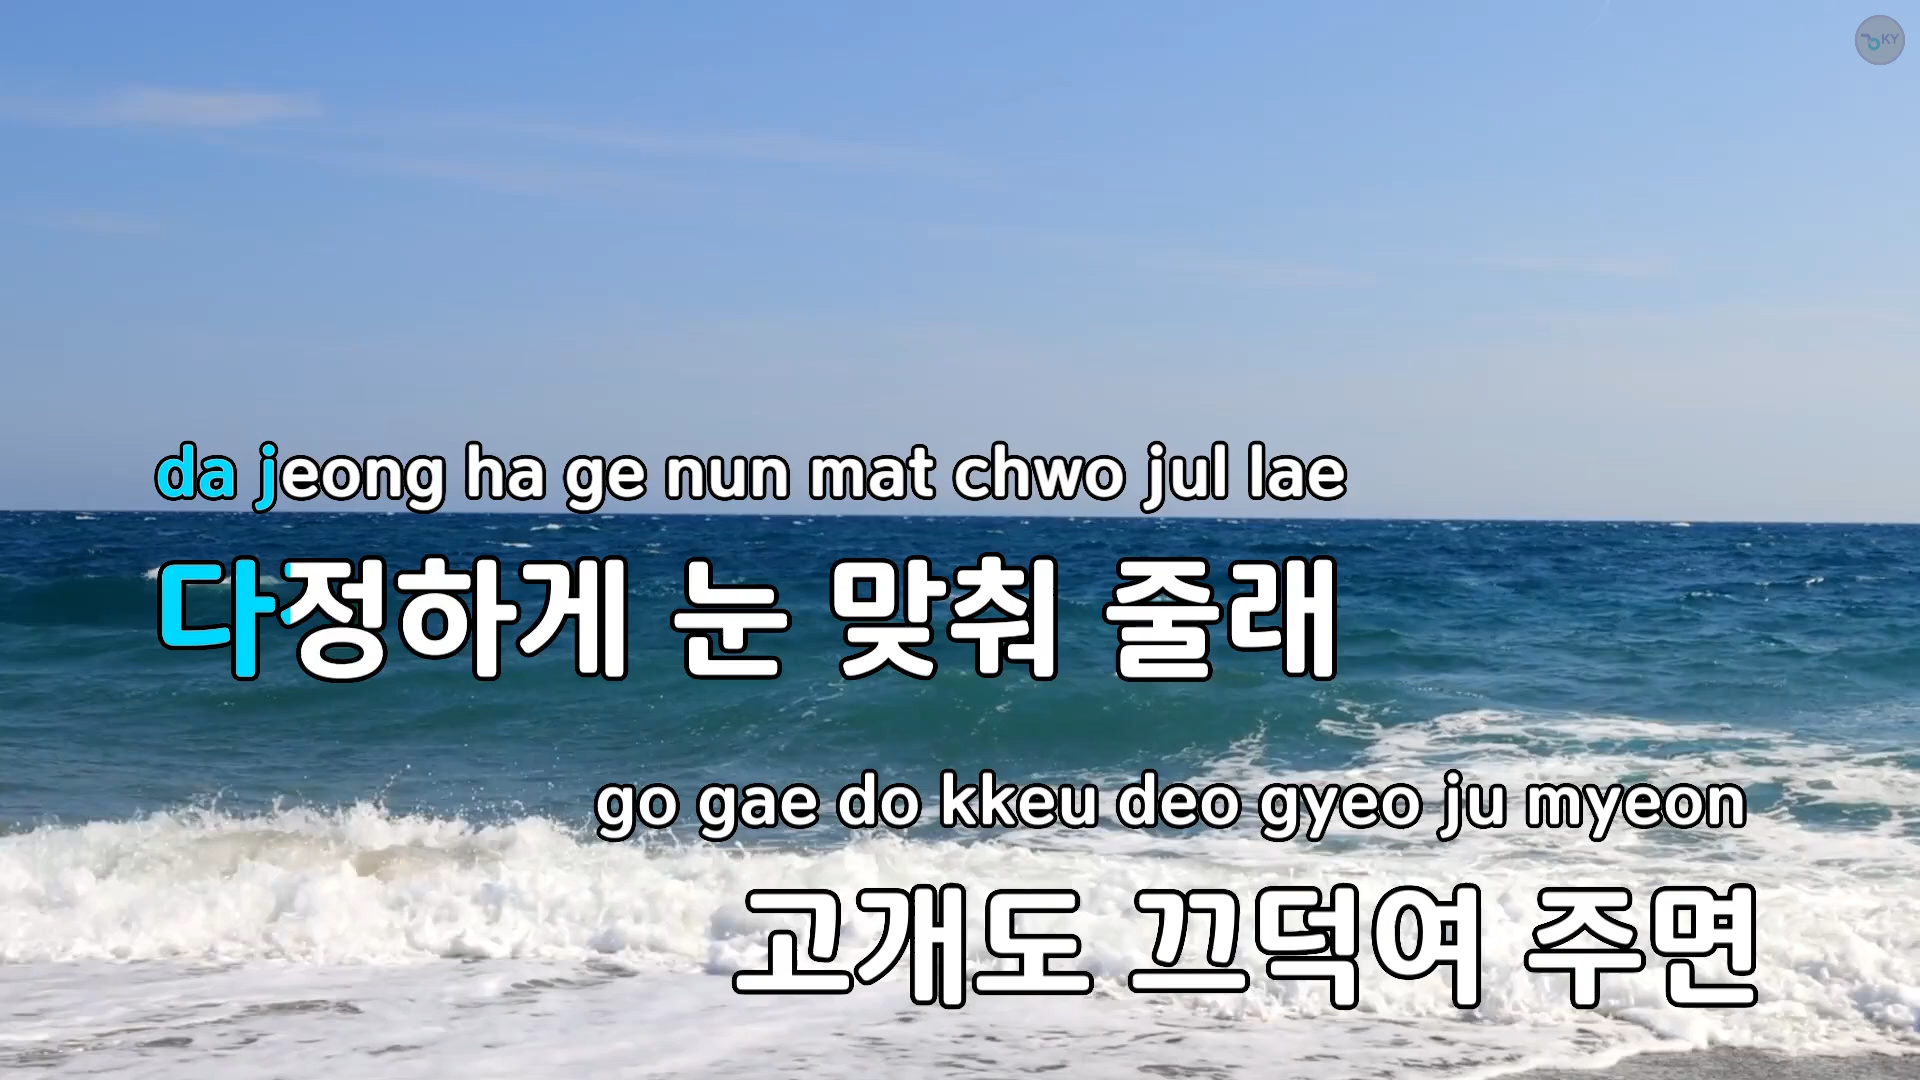 KY
da jeong ha ge nun mat chwo jul lae
다정하게 눈 맞춰 줄래
go gae do kkeu deo gyeo ju myeon
고개도 끄덕여 주면